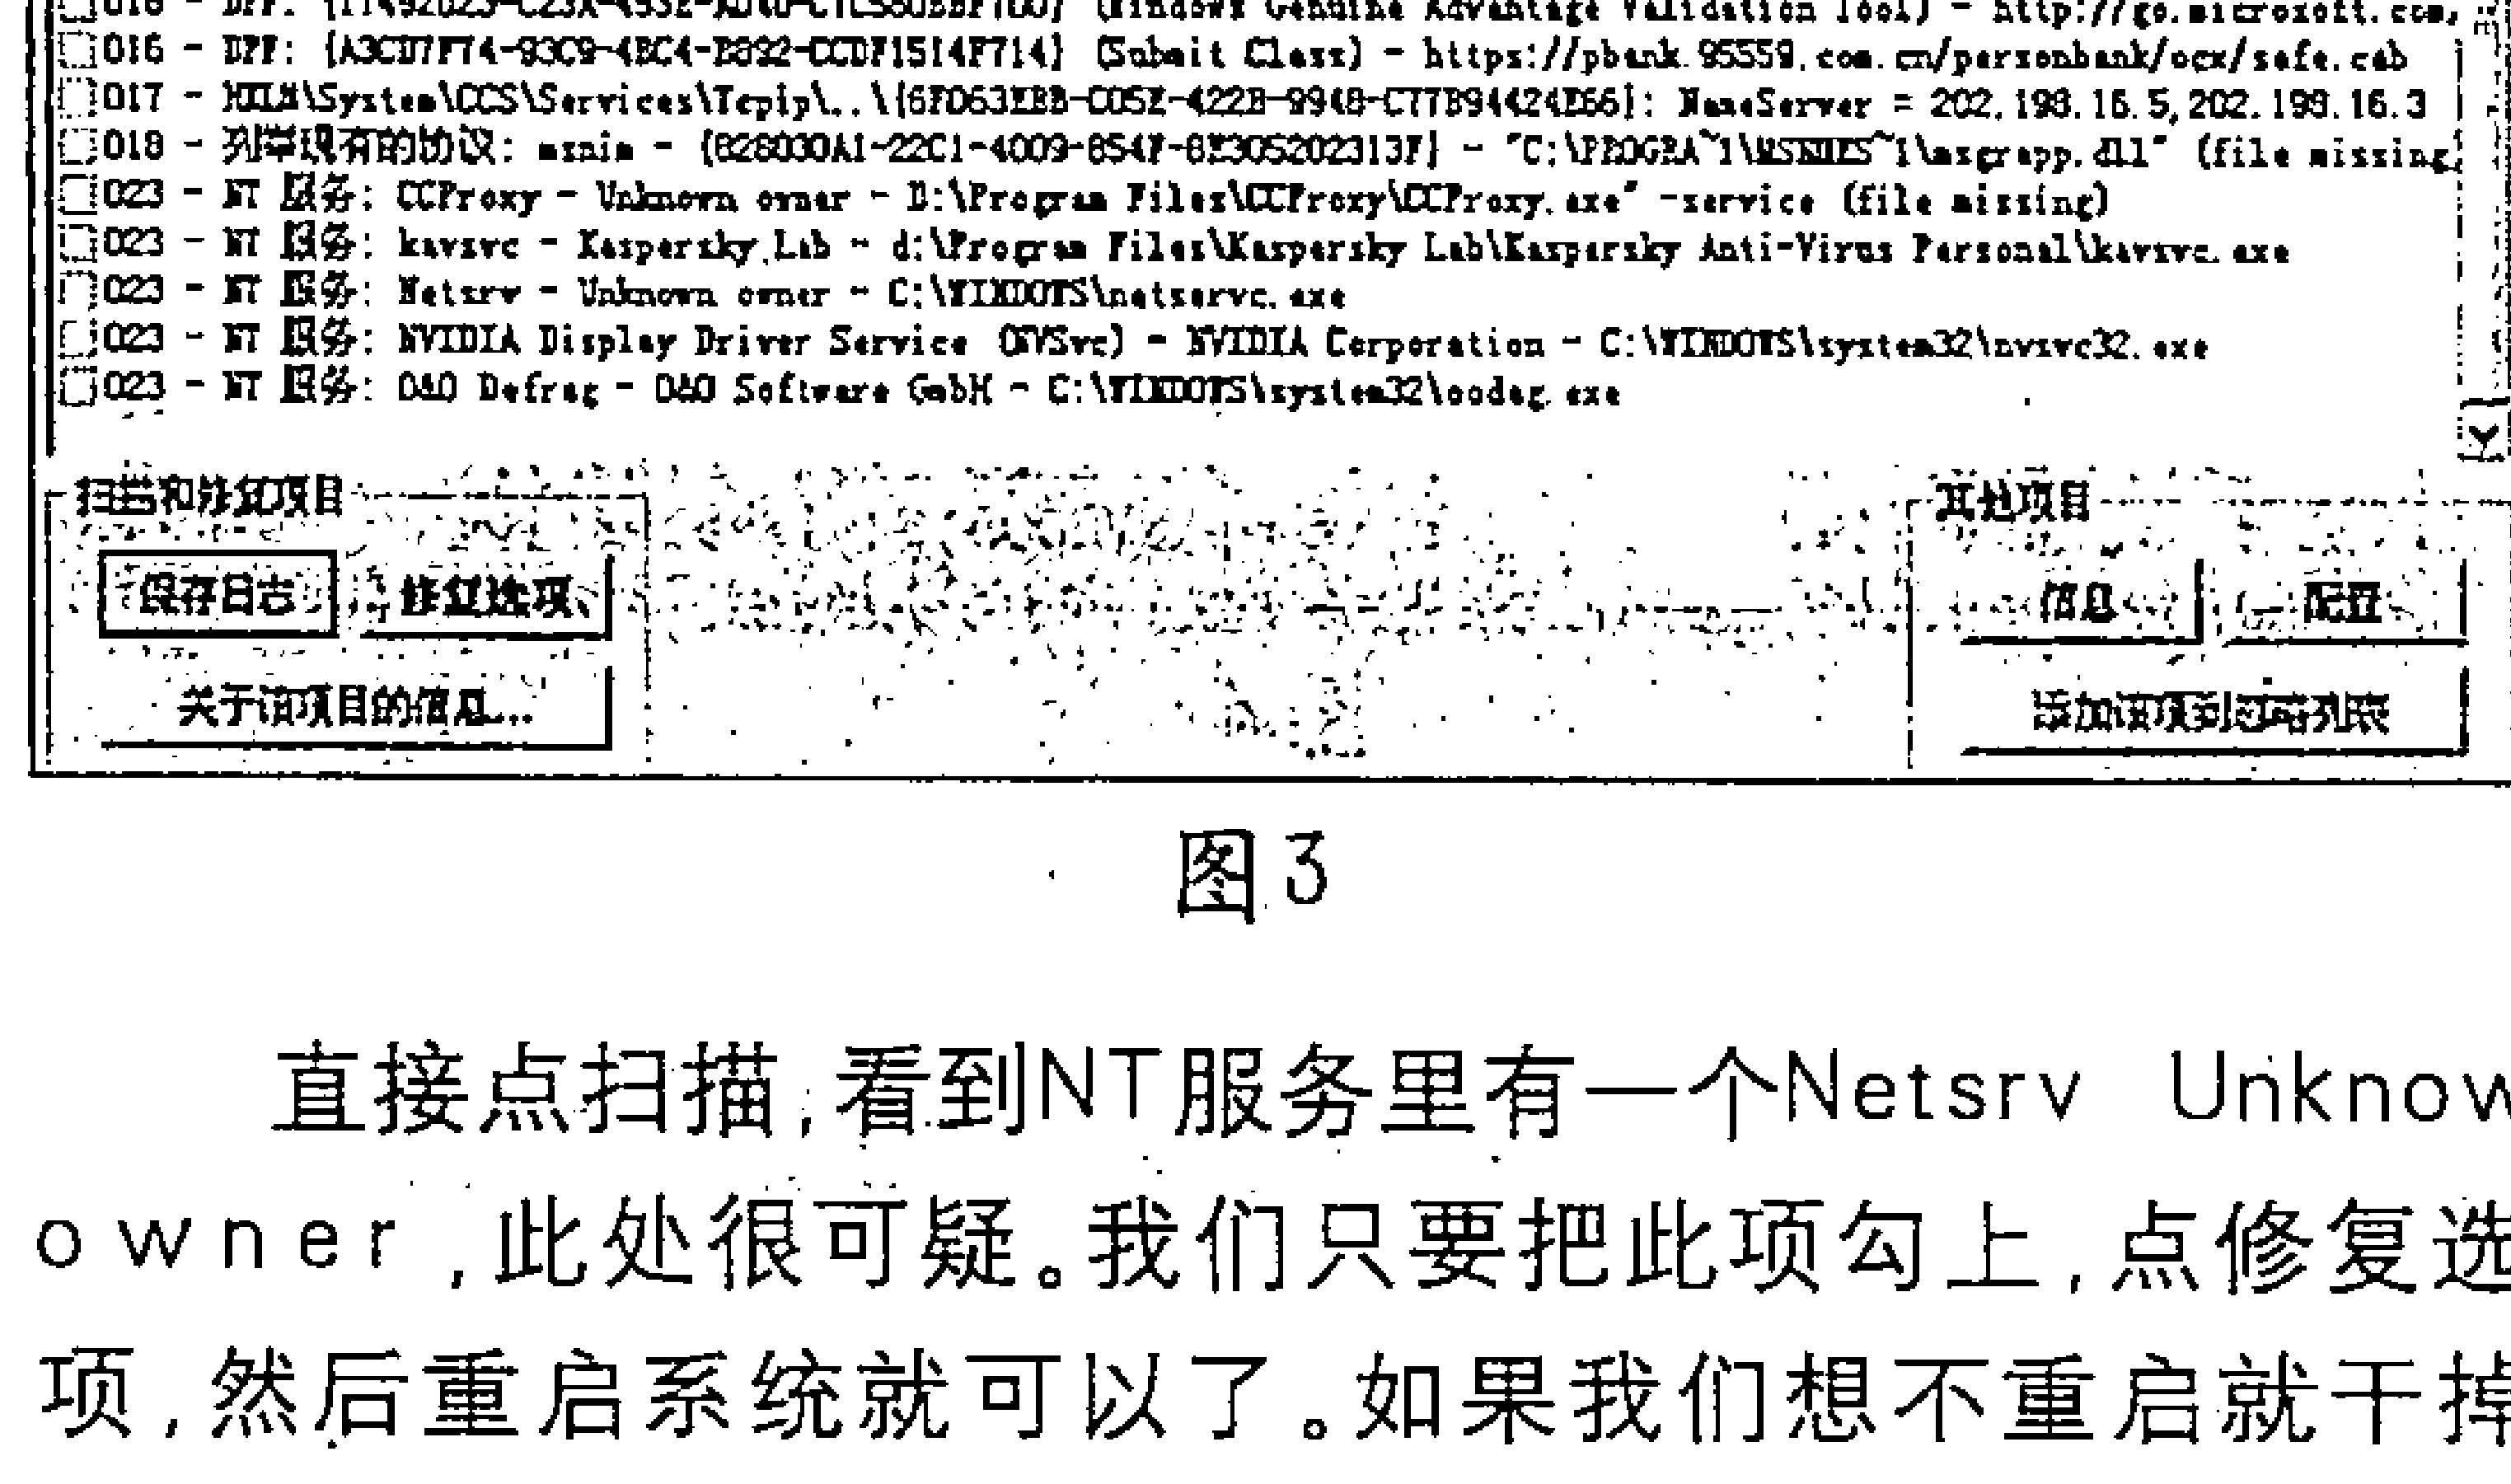 016 - DPF: (Windows Genuine Advantage Validation Tool) - http://go.microsoft.com,
016 - DPF: {A3CD7F74-93C9-4BC4-B892-CCDF1514F714} (Submit Class) - https://pbank.95559.com.cn/personbank/ocx/safe.cab
017 - HKLM\System\CCS\Services\Tcpip\..\ NameServer = 202.198.16.5,202.198.16.3
018 - 列举现有的协议: msnim - {828030A1-22C1-4009-854F-8E305202313F} - "C:\PROGRA~1\MSNMES~1\msgrapp.dll" (file missing
023 - NT 服务: CCProxy - Unknown owner - D:\Program Files\CCProxy\CCProxy.exe" -service (file missing)
023 - NT 服务: kavsvc - Kaspersky Lab - d:\Program Files\Kaspersky Lab\Kaspersky Anti-Virus Personal\kavsvc.exe
023 - NT 服务: Netsrv - Unknown owner - C:\WINDOWS\netservc.exe
023 - NT 服务: NVIDIA Display Driver Service (NVSvc) - NVIDIA Corporation - C:\WINDOWS\system32\nvsvc32.exe
023 - NT 服务: O&O Defrag - O&O Software GmbH - C:\WINDOWS\system32\oodag.exe
扫描和修复项目
其他项目
保存日志 修复选项
信息 配置
关于该项目的信息...
添加该项到忽略列表
图3
直接点扫描,看到NT服务里有一个Netsrv Unknow
owner,此处很可疑。我们只要把此项勾上,点修复选
项,然后重启系统就可以了。如果我们想不重启就干掉